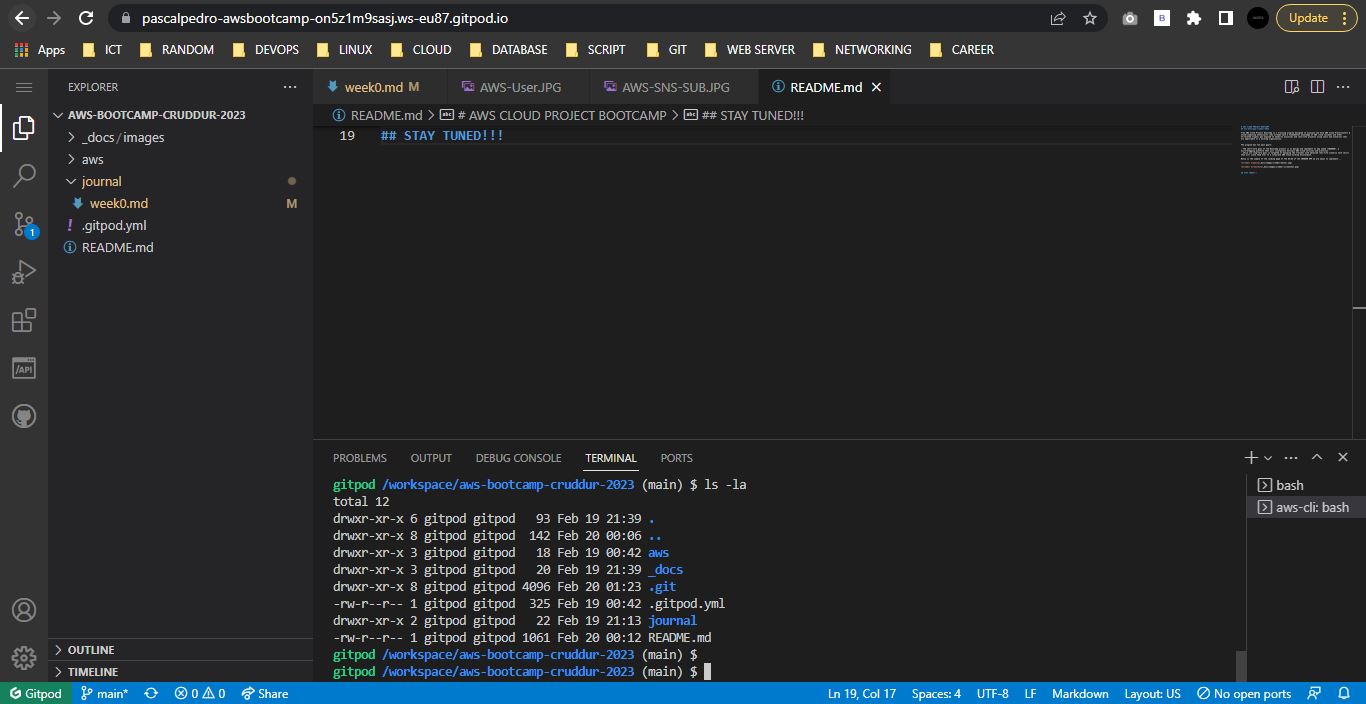 pascalpedro-awsbootcamp-on5z1m9sasj.ws-eu87.gitpod.io
Update
Apps ICT RANDOM DEVOPS LINUX CLOUD DATABASE SCRIPT GIT WEB SERVER NETWORKING CAREER
EXPLORER
AWS-BOOTCAMP-CRUDDUR-2023
_docs / images
aws
journal
week0.md M
.gitpod.yml
README.md
1
/API
OUTLINE
TIMELINE
week0.md M AWS-User.JPG AWS-SNS-SUB.JPG README.md
README.md > # AWS CLOUD PROJECT BOOTCAMP > ## STAY TUNED!!!
19 ## STAY TUNED!!!
PROBLEMS OUTPUT DEBUG CONSOLE TERMINAL PORTS
gitpod /workspace/aws-bootcamp-cruddur-2023 (main) $ ls -la
total 12
drwxr-xr-x 6 gitpod gitpod 93 Feb 19 21:39 .
drwxr-xr-x 8 gitpod gitpod 142 Feb 20 00:06 ..
drwxr-xr-x 3 gitpod gitpod 18 Feb 19 00:42 aws
drwxr-xr-x 3 gitpod gitpod 20 Feb 19 21:39 _docs
drwxr-xr-x 8 gitpod gitpod 4096 Feb 20 01:23 .git
-rw-r--r-- 1 gitpod gitpod 325 Feb 19 00:42 .gitpod.yml
drwxr-xr-x 2 gitpod gitpod 22 Feb 19 21:13 journal
-rw-r--r-- 1 gitpod gitpod 1061 Feb 20 00:12 README.md
gitpod /workspace/aws-bootcamp-cruddur-2023 (main) $
gitpod /workspace/aws-bootcamp-cruddur-2023 (main) $
bash
aws-cli: bash
Gitpod main* 0 0 Share Ln 19, Col 17 Spaces: 4 UTF-8 LF Markdown Layout: US No open ports